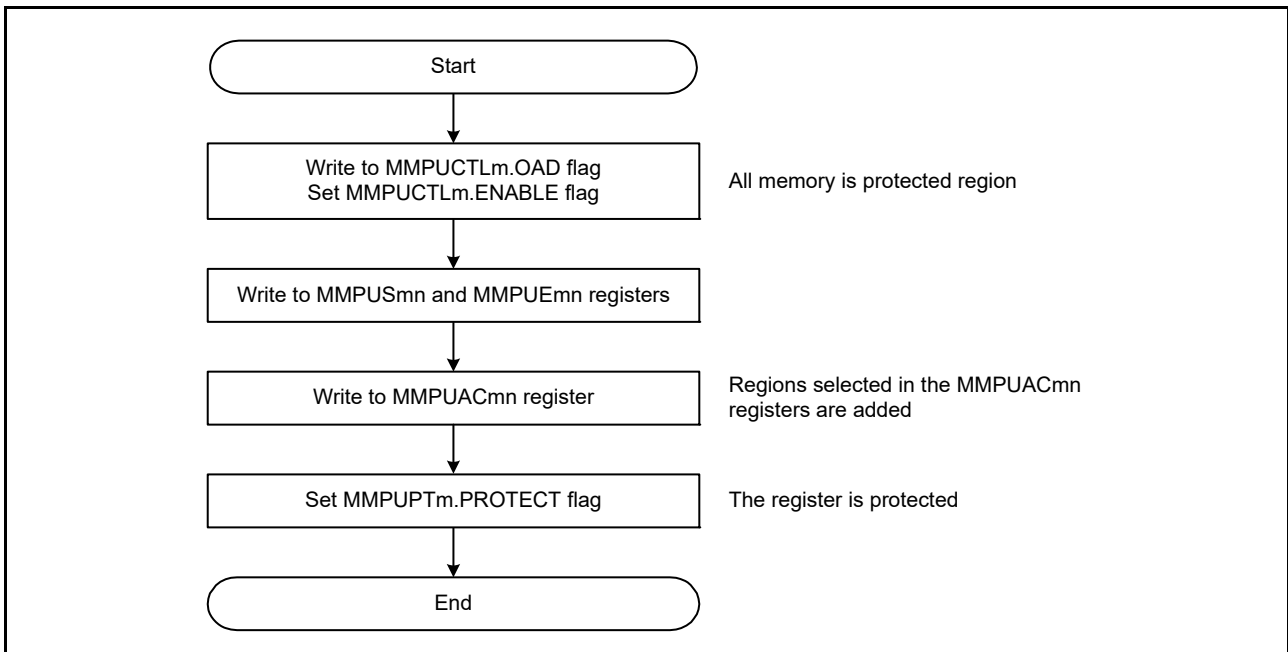 Start
Write to MMPUCTLm.OAD flag
Set MMPUCTLm.ENABLE flag
All memory is protected region
Write to MMPUSmn and MMPUEmn registers
Write to MMPUACmn register
Regions selected in the MMPUACmn
registers are added
Set MMPUPTm.PROTECT flag
The register is protected
End